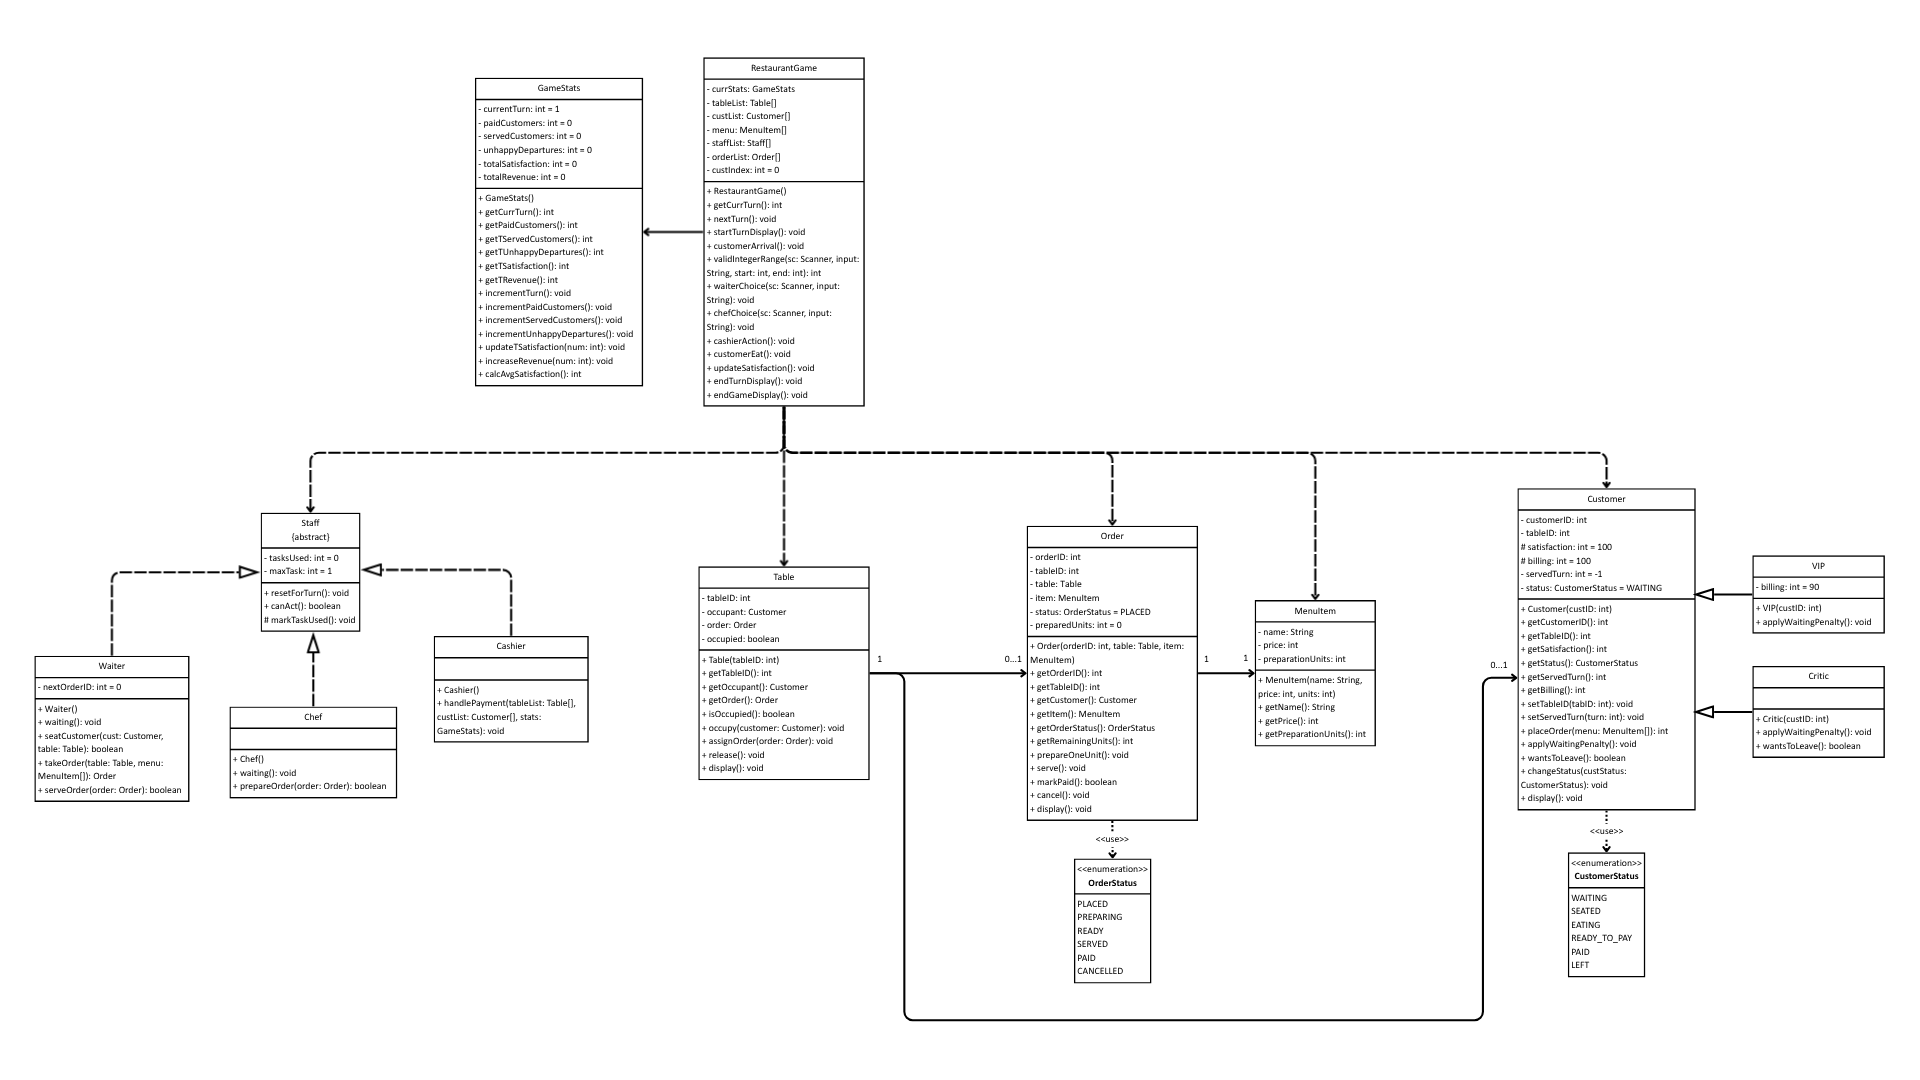 RestaurantGame
- currStats: GameStats
- tableList: Table[]
- custList: Customer[]
- menu: MenuItem[]
- staffList: Staff[]
- orderList: Order[]
- custIndex: int = 0
+ RestaurantGame()
+ getCurrTurn(): int
+ nextTurn(): void
+ startTurnDisplay(): void
+ customerArrival(): void
+ validIntegerRange(sc: Scanner, input:
String, start: int, end: int): int
+ waiterChoice(sc: Scanner, input:
String): void
+ chefChoice(sc: Scanner, input:
String): void
+ cashierAction(): void
+ customerEat(): void
+ updateSatisfaction(): void
+ endTurnDisplay(): void
+ endGameDisplay(): void
GameStats
- currentTurn: int = 1
- paidCustomers: int = 0
- servedCustomers: int = 0
- unhappyDepartures: int = 0
- totalSatisfaction: int = 0
- totalRevenue: int = 0
+ GameStats()
+ getCurrTurn(): int
+ getPaidCustomers(): int
+ getTServedCustomers(): int
+ getTUnhappyDepartures(): int
+ getTSatisfaction(): int
+ getTRevenue(): int
+ incrementTurn(): void
+ incrementPaidCustomers(): void
+ incrementServedCustomers(): void
+ incrementUnhappyDepartures(): void
+ updateTSatisfaction(num: int): void
+ increaseRevenue(num: int): void
+ calcAvgSatisfaction(): int
Staff
{abstract}
- tasksUsed: int = 0
- maxTask: int = 1
+ resetForTurn(): void
+ canAct(): boolean
# markTaskUsed(): void
Waiter
- nextOrderID: int = 0
+ Waiter()
+ waiting(): void
+ seatCustomer(cust: Customer,
table: Table): boolean
+ takeOrder(table: Table, menu:
MenuItem[]): Order
+ serveOrder(order: Order): boolean
Chef
+ Chef()
+ waiting(): void
+ prepareOrder(order: Order): boolean
Cashier
+ Cashier()
+ handlePayment(tableList: Table[],
custList: Customer[], stats:
GameStats): void
Table
- tableID: int
- occupant: Customer
- order: Order
- occupied: boolean
+ Table(tableID: int)
+ getTableID(): int
+ getOccupant(): Customer
+ getOrder(): Order
+ isOccupied(): boolean
+ occupy(customer: Customer): void
+ assignOrder(order: Order): void
+ release(): void
+ display(): void
1
0...1
Order
- orderID: int
- tableID: int
- table: Table
- item: MenuItem
- status: OrderStatus = PLACED
- preparedUnits: int = 0
+ Order(orderID: int, table: Table, item:
MenuItem)
+ getOrderID(): int
+ getTableID(): int
+ getCustomer(): Customer
+ getItem(): MenuItem
+ getOrderStatus(): OrderStatus
+ getRemainingUnits(): int
+ prepareOneUnit(): void
+ serve(): void
+ markPaid(): boolean
+ cancel(): void
+ display(): void
<<use>>
<<enumeration>>
OrderStatus
PLACED
PREPARING
READY
SERVED
PAID
CANCELLED
1
1
MenuItem
- name: String
- price: int
- preparationUnits: int
+ MenuItem(name: String,
price: int, units: int)
+ getName(): String
+ getPrice(): int
+ getPreparationUnits(): int
0...1
Customer
- customerID: int
- tableID: int
# satisfaction: int = 100
# billing: int = 100
- servedTurn: int = -1
- status: CustomerStatus = WAITING
+ Customer(custID: int)
+ getCustomerID(): int
+ getTableID(): int
+ getSatisfaction(): int
+ getStatus(): CustomerStatus
+ getServedTurn(): int
+ getBilling(): int
+ setTableID(tabID: int): void
+ setServedTurn(turn: int): void
+ placeOrder(menu: MenuItem[]): int
+ applyWaitingPenalty(): void
+ wantsToLeave(): boolean
+ changeStatus(custStatus:
CustomerStatus): void
+ display(): void
<<use>>
<<enumeration>>
CustomerStatus
WAITING
SEATED
EATING
READY_TO_PAY
PAID
LEFT
VIP
- billing: int = 90
+ VIP(custID: int)
+ applyWaitingPenalty(): void
Critic
+ Critic(custID: int)
+ applyWaitingPenalty(): void
+ wantsToLeave(): boolean